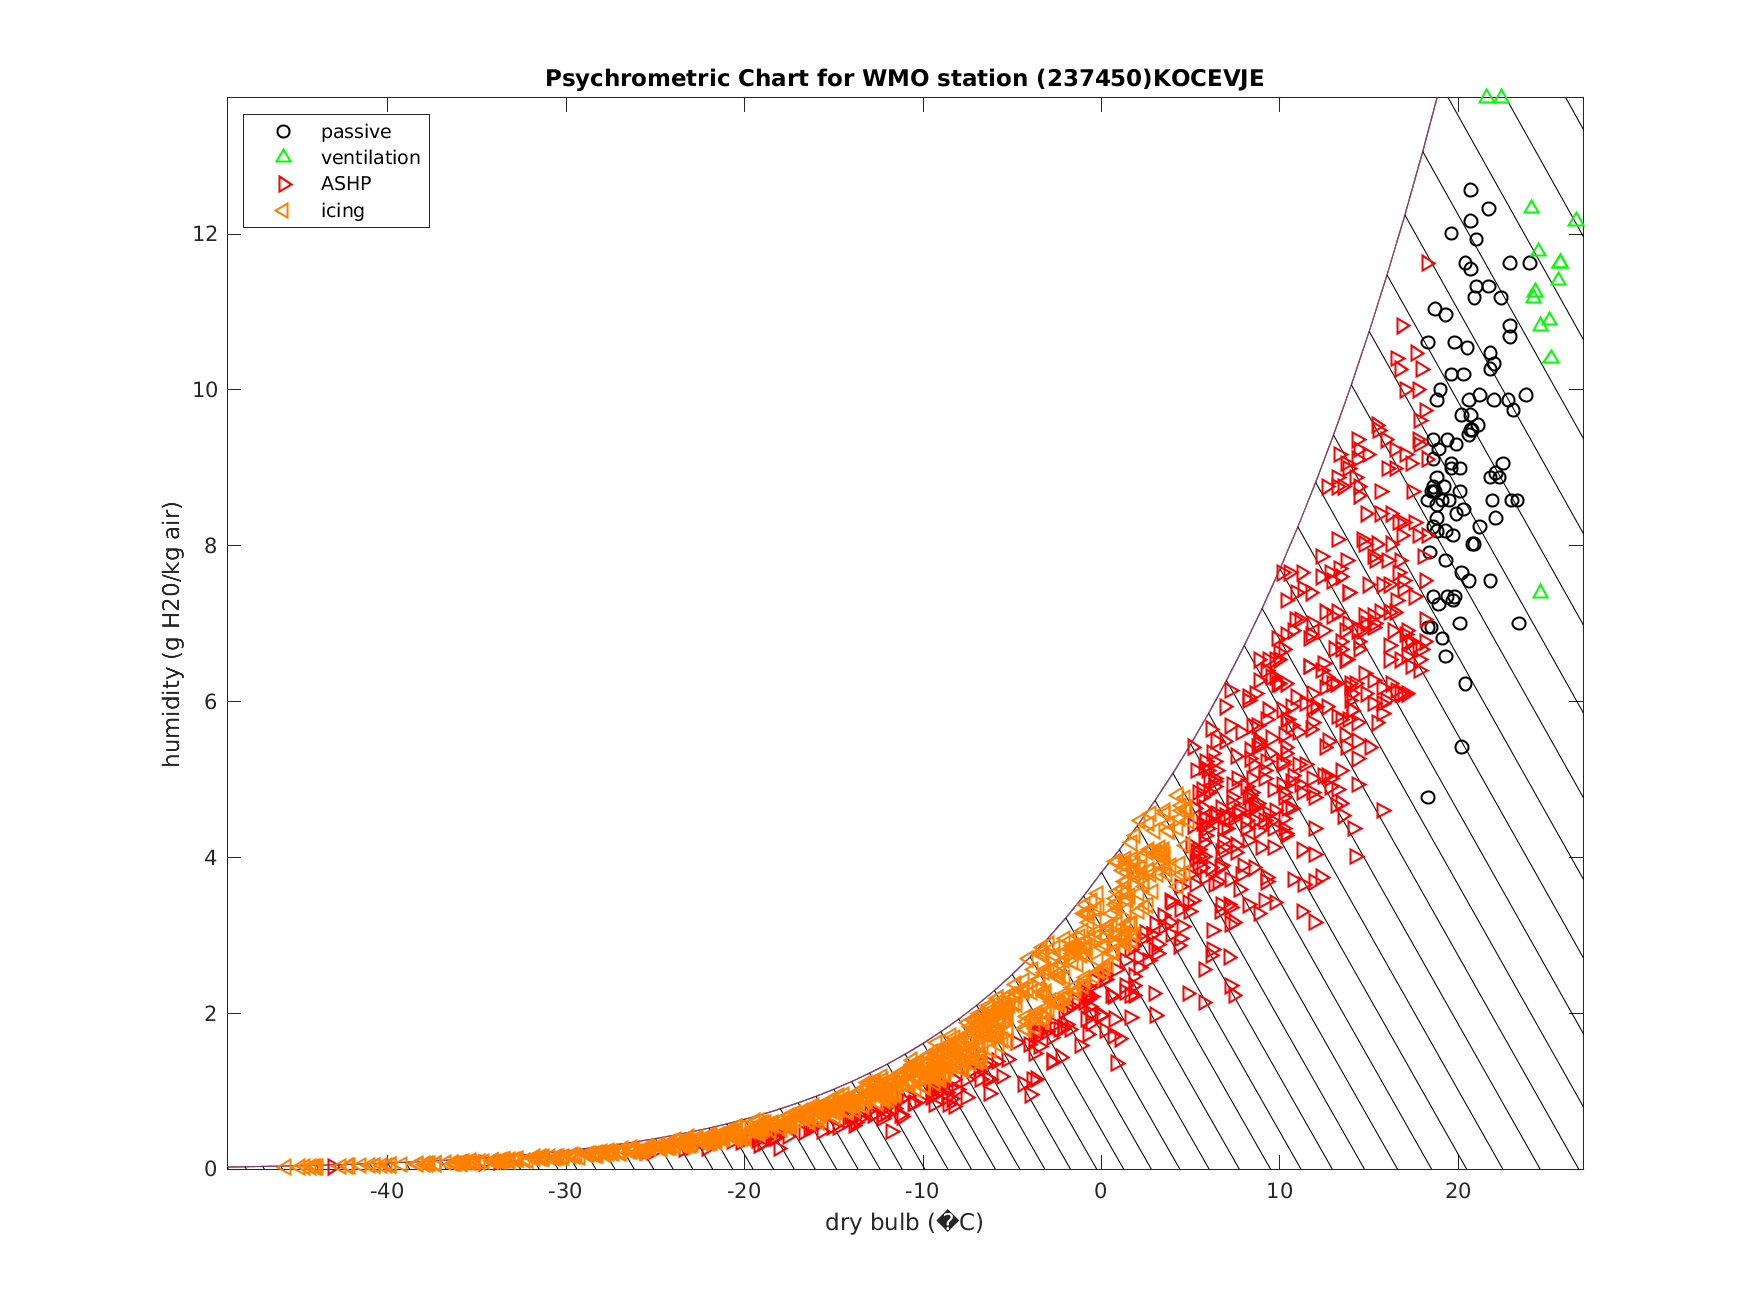 Psychrometric Chart for WMO station (237450)KOCEVJE
passive
ventilation
ASHP
icing
humidity (g H20/kg air)
12
10
8
6
4
2
0
-40 -30 -20 -10 0 10 20
dry bulb (�C)